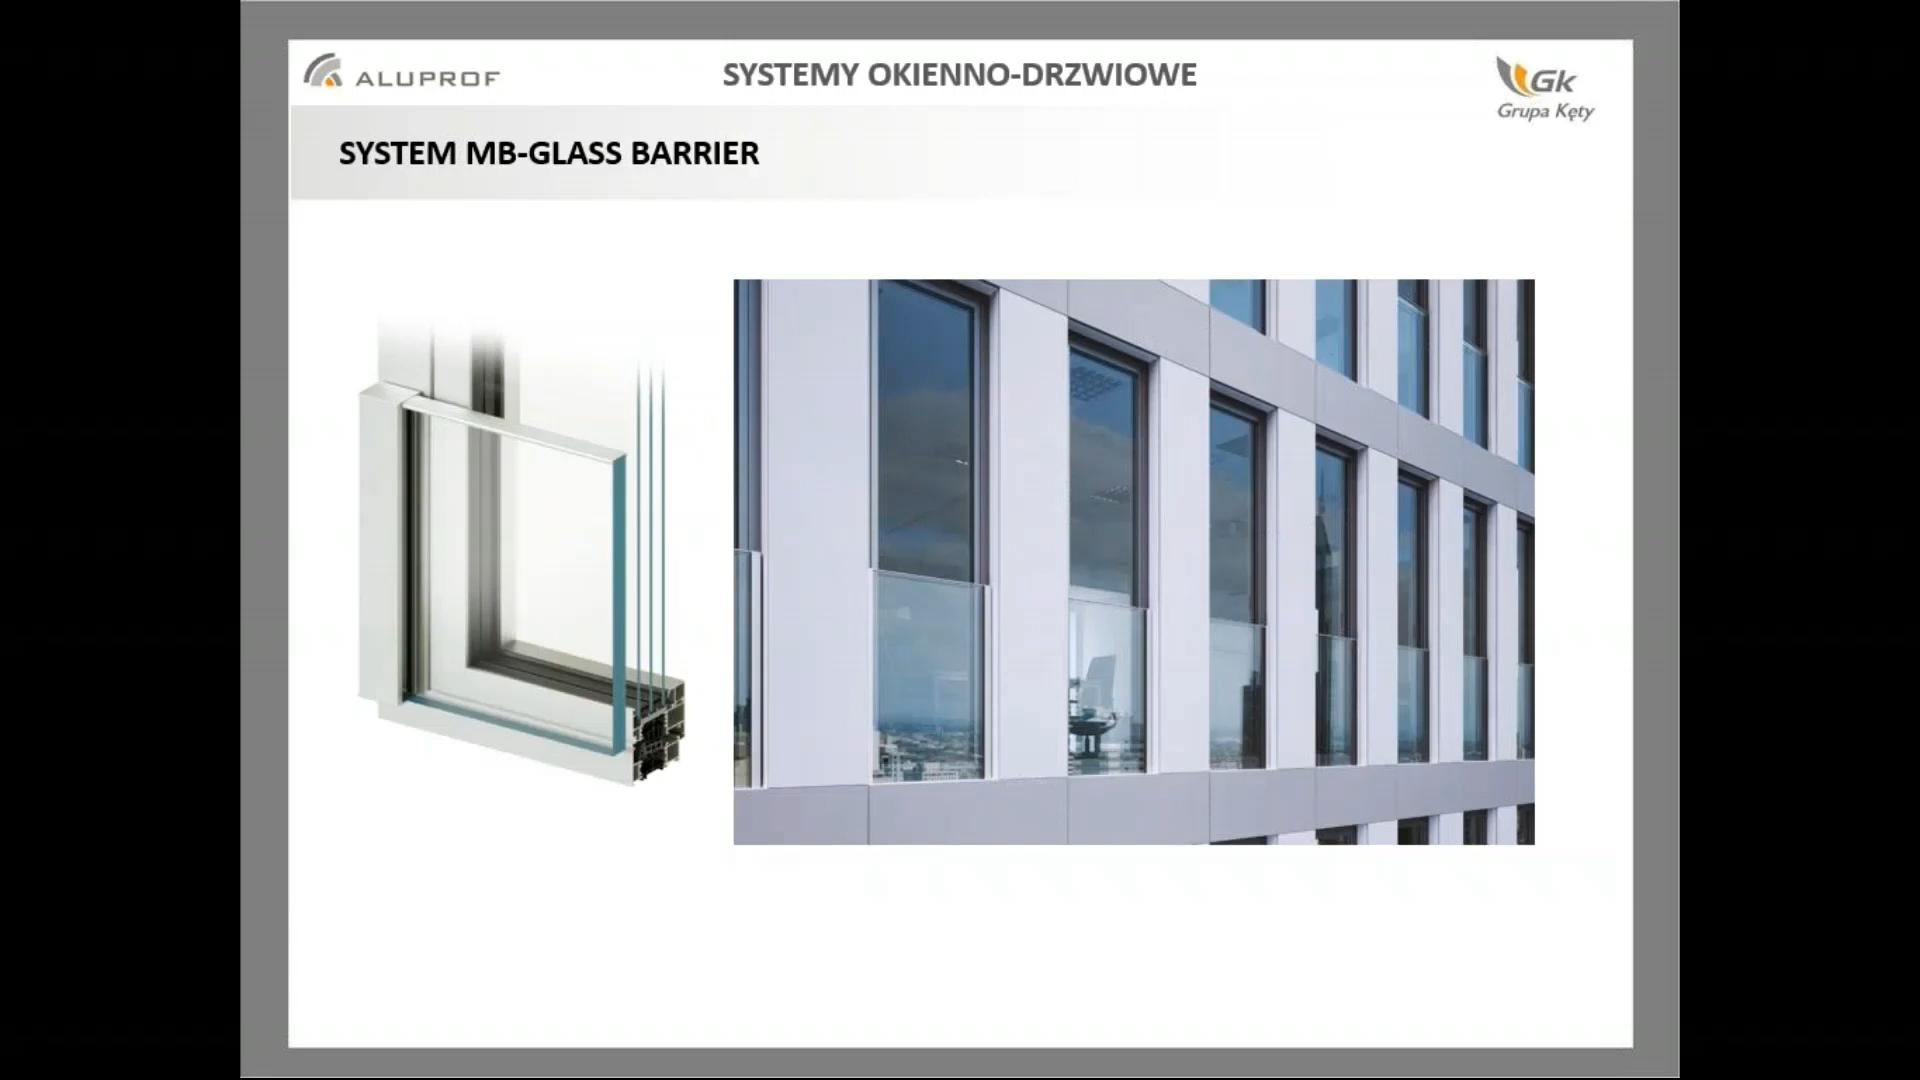 ALUPROF
SYSTEMY OKIENNO-DRZWIOWE
Gk
Grupa Kęty
SYSTEM MB-GLASS BARRIER